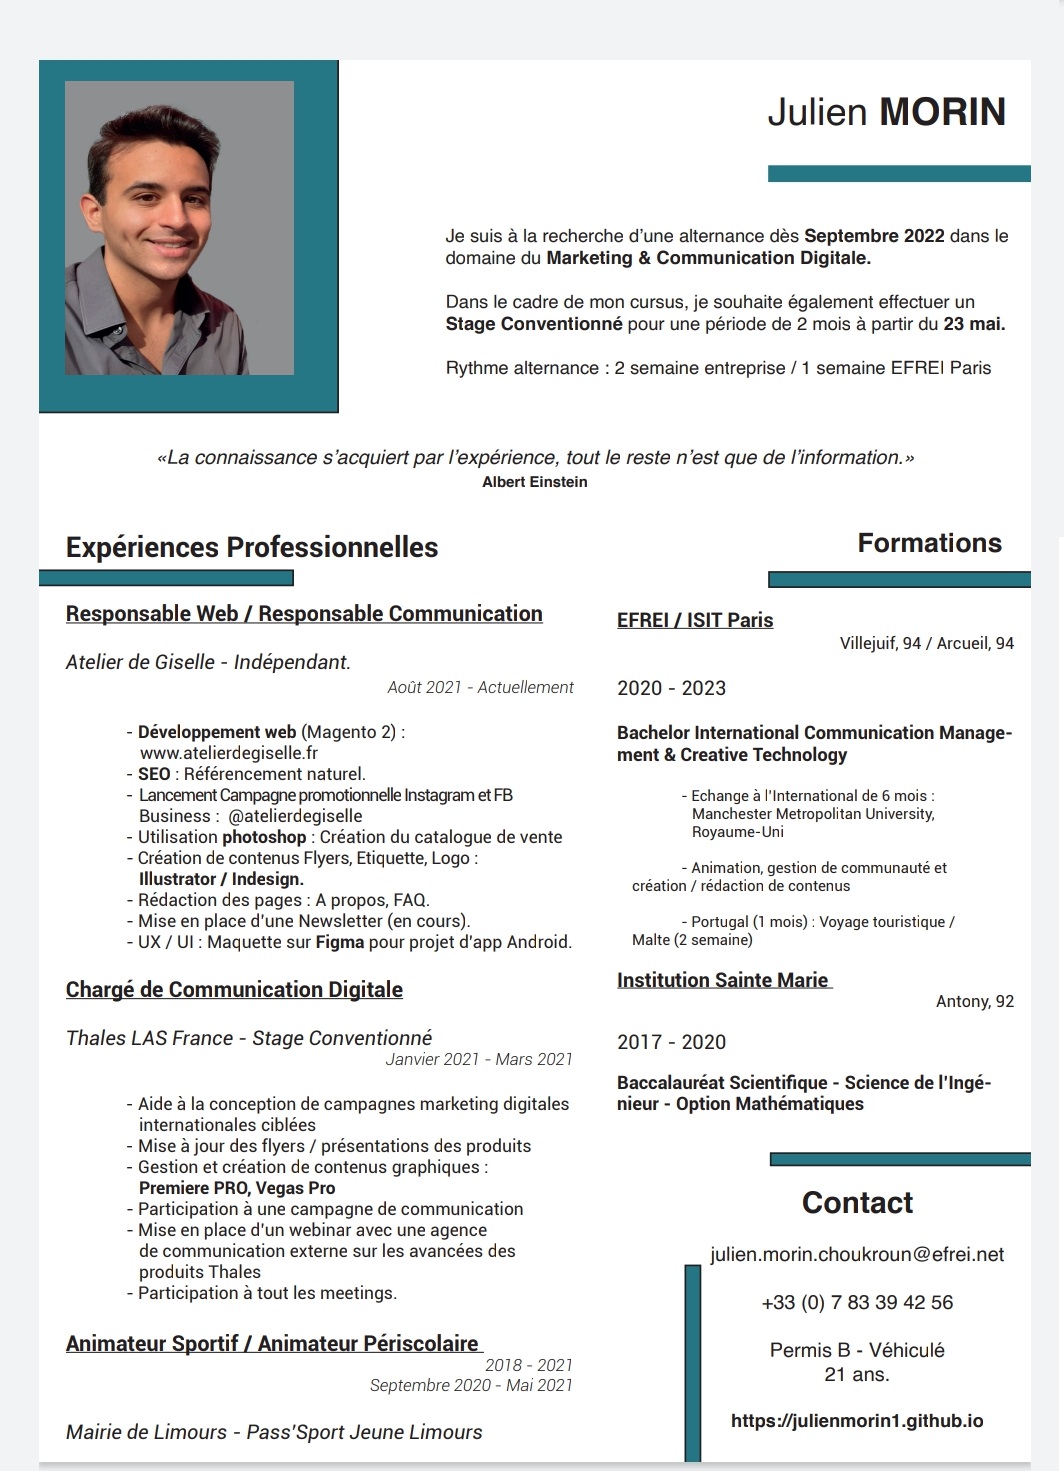 Julien MORIN
Je suis à la recherche d'une alternance dès Septembre 2022 dans le
domaine du Marketing & Communication Digitale.
Dans le cadre de mon cursus, je souhaite également effectuer un
Stage Conventionné pour une période de 2 mois à partir du 23 mai.
Rythme alternance : 2 semaine entreprise / 1 semaine EFREI Paris
«La connaissance s'acquiert par l'expérience, tout le reste n'est que de l'information.»
Albert Einstein
Expériences Professionnelles
Responsable Web / Responsable Communication
Atelier de Giselle - Indépendant.
Août 2021 - Actuellement
- Développement web (Magento 2) :
www.atelierdegiselle.fr
- SEO : Référencement naturel.
- Lancement Campagne promotionnelle Instagram et FB
Business : @atelierdegiselle
- Utilisation photoshop : Création du catalogue de vente
- Création de contenus Flyers, Etiquette, Logo :
Illustrator / Indesign.
- Rédaction des pages : A propos, FAQ.
- Mise en place d'une Newsletter (en cours).
- UX / UI : Maquette sur Figma pour projet d'app Android.
Chargé de Communication Digitale
Thales LAS France - Stage Conventionné
Janvier 2021 - Mars 2021
- Aide à la conception de campagnes marketing digitales
internationales ciblées
- Mise à jour des flyers / présentations des produits
- Gestion et création de contenus graphiques :
Premiere PRO, Vegas Pro
- Participation à une campagne de communication
- Mise en place d'un webinar avec une agence
de communication externe sur les avancées des
produits Thales
- Participation à tout les meetings.
Animateur Sportif / Animateur Périscolaire
2018 - 2021
Septembre 2020 - Mai 2021
Mairie de Limours - Pass'Sport Jeune Limours
Formations
EFREI / ISIT Paris
Villejuif, 94 / Arcueil, 94
2020 - 2023
Bachelor International Communication Manage-
ment & Creative Technology
- Echange à l'International de 6 mois :
Manchester Metropolitan University,
Royaume-Uni
- Animation, gestion de communauté et
création / rédaction de contenus
- Portugal (1 mois) : Voyage touristique /
Malte (2 semaine)
Institution Sainte Marie
Antony, 92
2017 - 2020
Baccalauréat Scientifique - Science de l'Ingé-
nieur - Option Mathématiques
Contact
julien.morin.choukroun@efrei.net
+33 (0) 7 83 39 42 56
Permis B - Véhiculé
21 ans.
https://julienmorin1.github.io